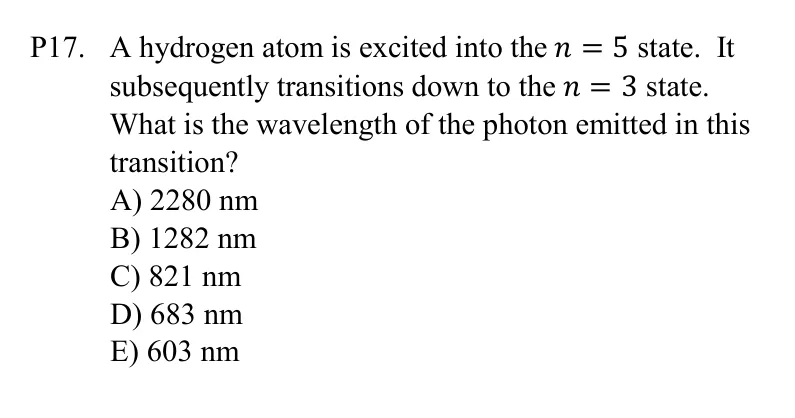 P17. A hydrogen atom is excited into the n = 5 state. It
subsequently transitions down to the n = 3 state.
What is the wavelength of the photon emitted in this
transition?
A) 2280 nm
B) 1282 nm
C) 821 nm
D) 683 nm
E) 603 nm